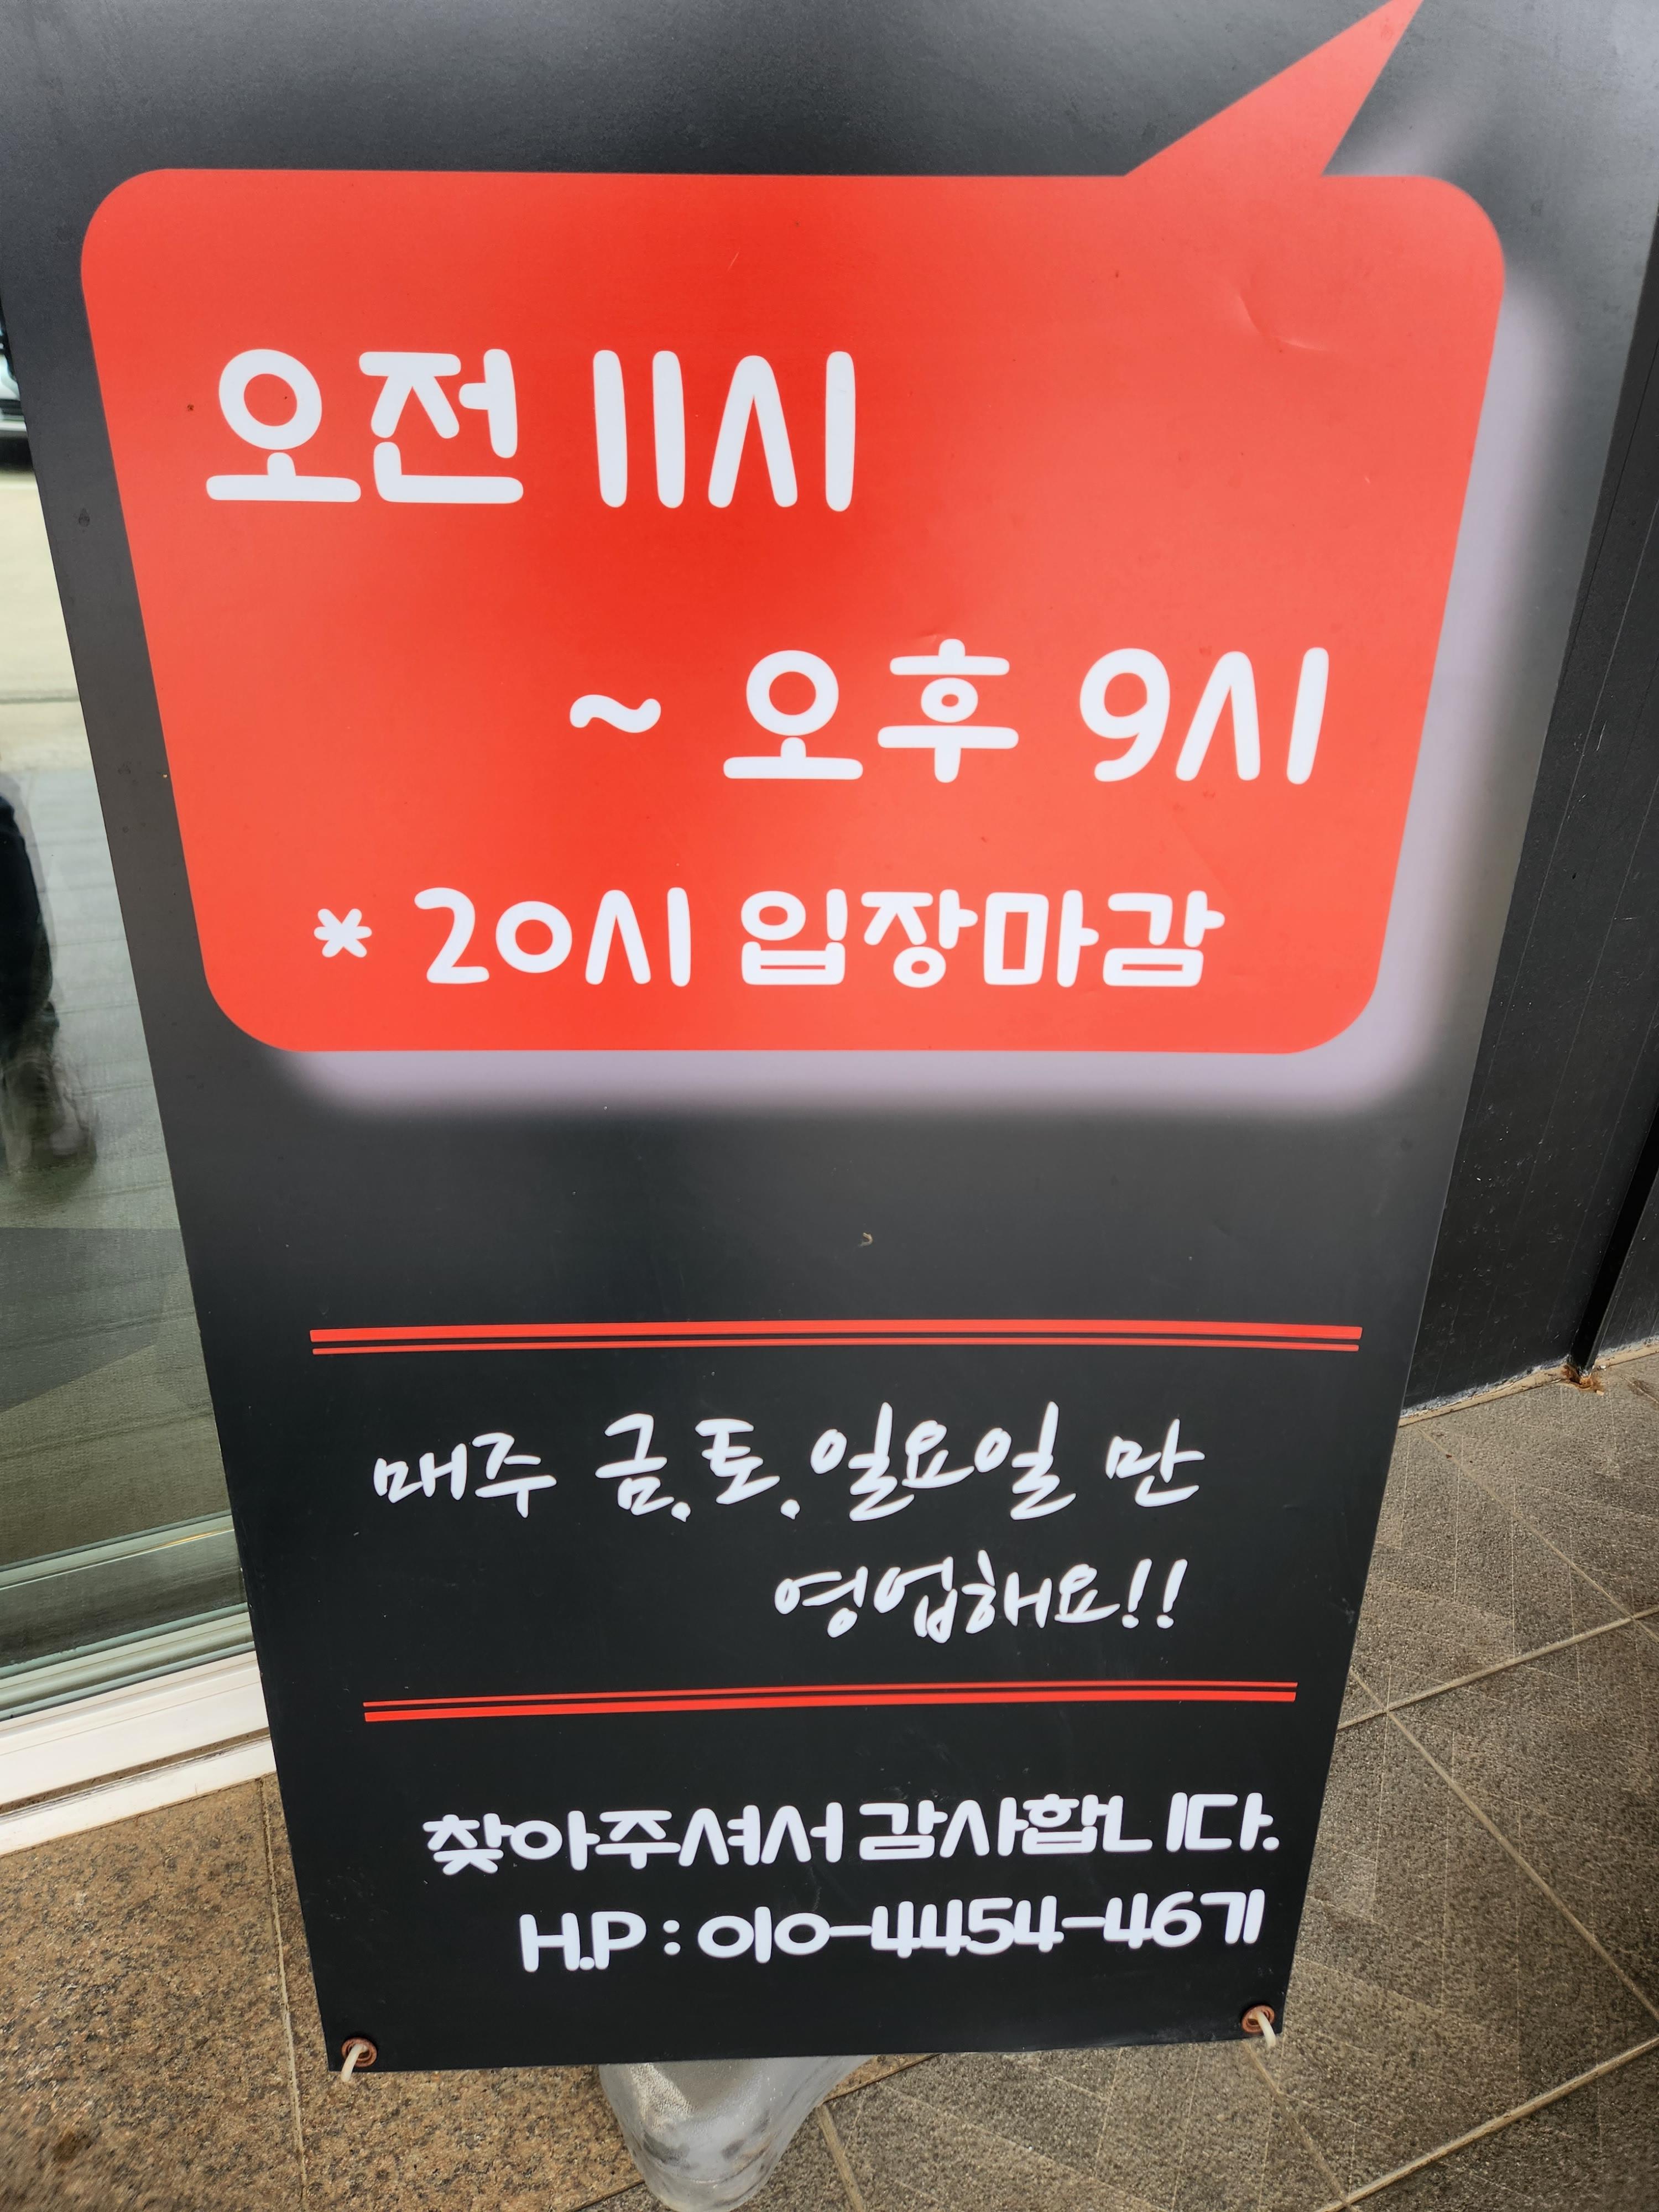 오전 11시
~ 오후 9시
* 20시 입장마감
매주 금.토.일요일 만
영업해요!!
찾아주셔서 감사합니다.
H.P : 010-4454-4671